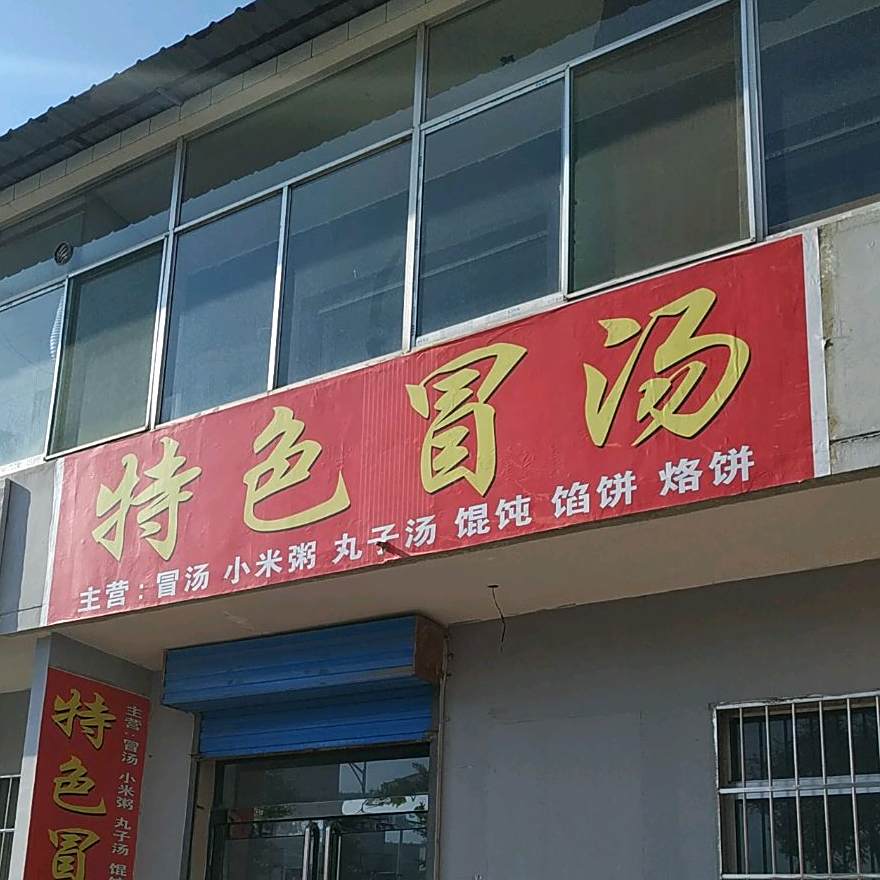 特色冒汤
主营：冒汤 小米粥 丸子汤 馄饨 馅饼 烙饼
特色冒
主营：冒汤 小米粥 丸子汤 馄